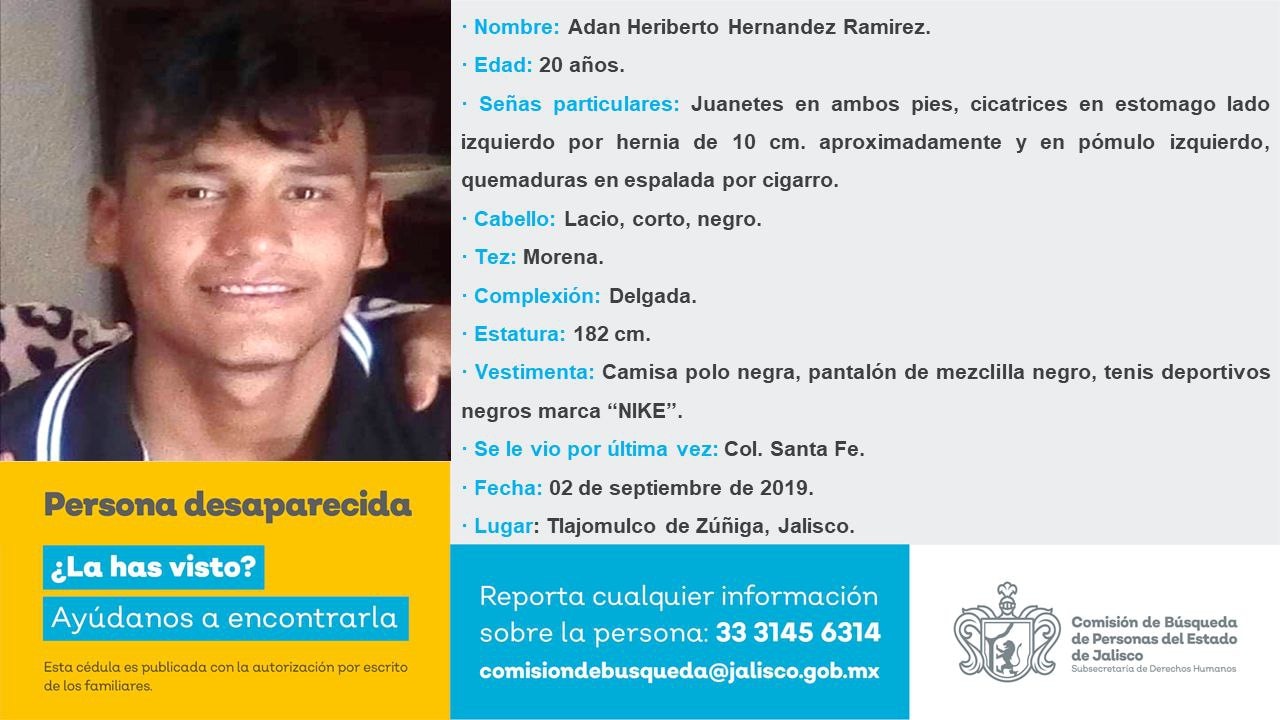 · Nombre: Adan Heriberto Hernandez Ramirez.
· Edad: 20 años.
· Señas particulares: Juanetes en ambos pies, cicatrices en estomago lado
izquierdo por hernia de 10 cm. aproximadamente y en pómulo izquierdo,
quemaduras en espalada por cigarro.
· Cabello: Lacio, corto, negro.
· Tez: Morena.
· Complexión: Delgada.
· Estatura: 182 cm.
· Vestimenta: Camisa polo negra, pantalón de mezclilla negro, tenis deportivos
negros marca “NIKE”.
· Se le vio por última vez: Col. Santa Fe.
· Fecha: 02 de septiembre de 2019.
· Lugar: Tlajomulco de Zúñiga, Jalisco.
Persona desaparecida
¿La has visto?
Ayúdanos a encontrarla
Esta cédula es publicada con la autorización por escrito
de los familiares.
Reporta cualquier información
sobre la persona: 33 3145 6314
comisiondebusqueda@jalisco.gob.mx
Comisión de Búsqueda
de Personas del Estado
de Jalisco
Subsecretaría de Derechos Humanos